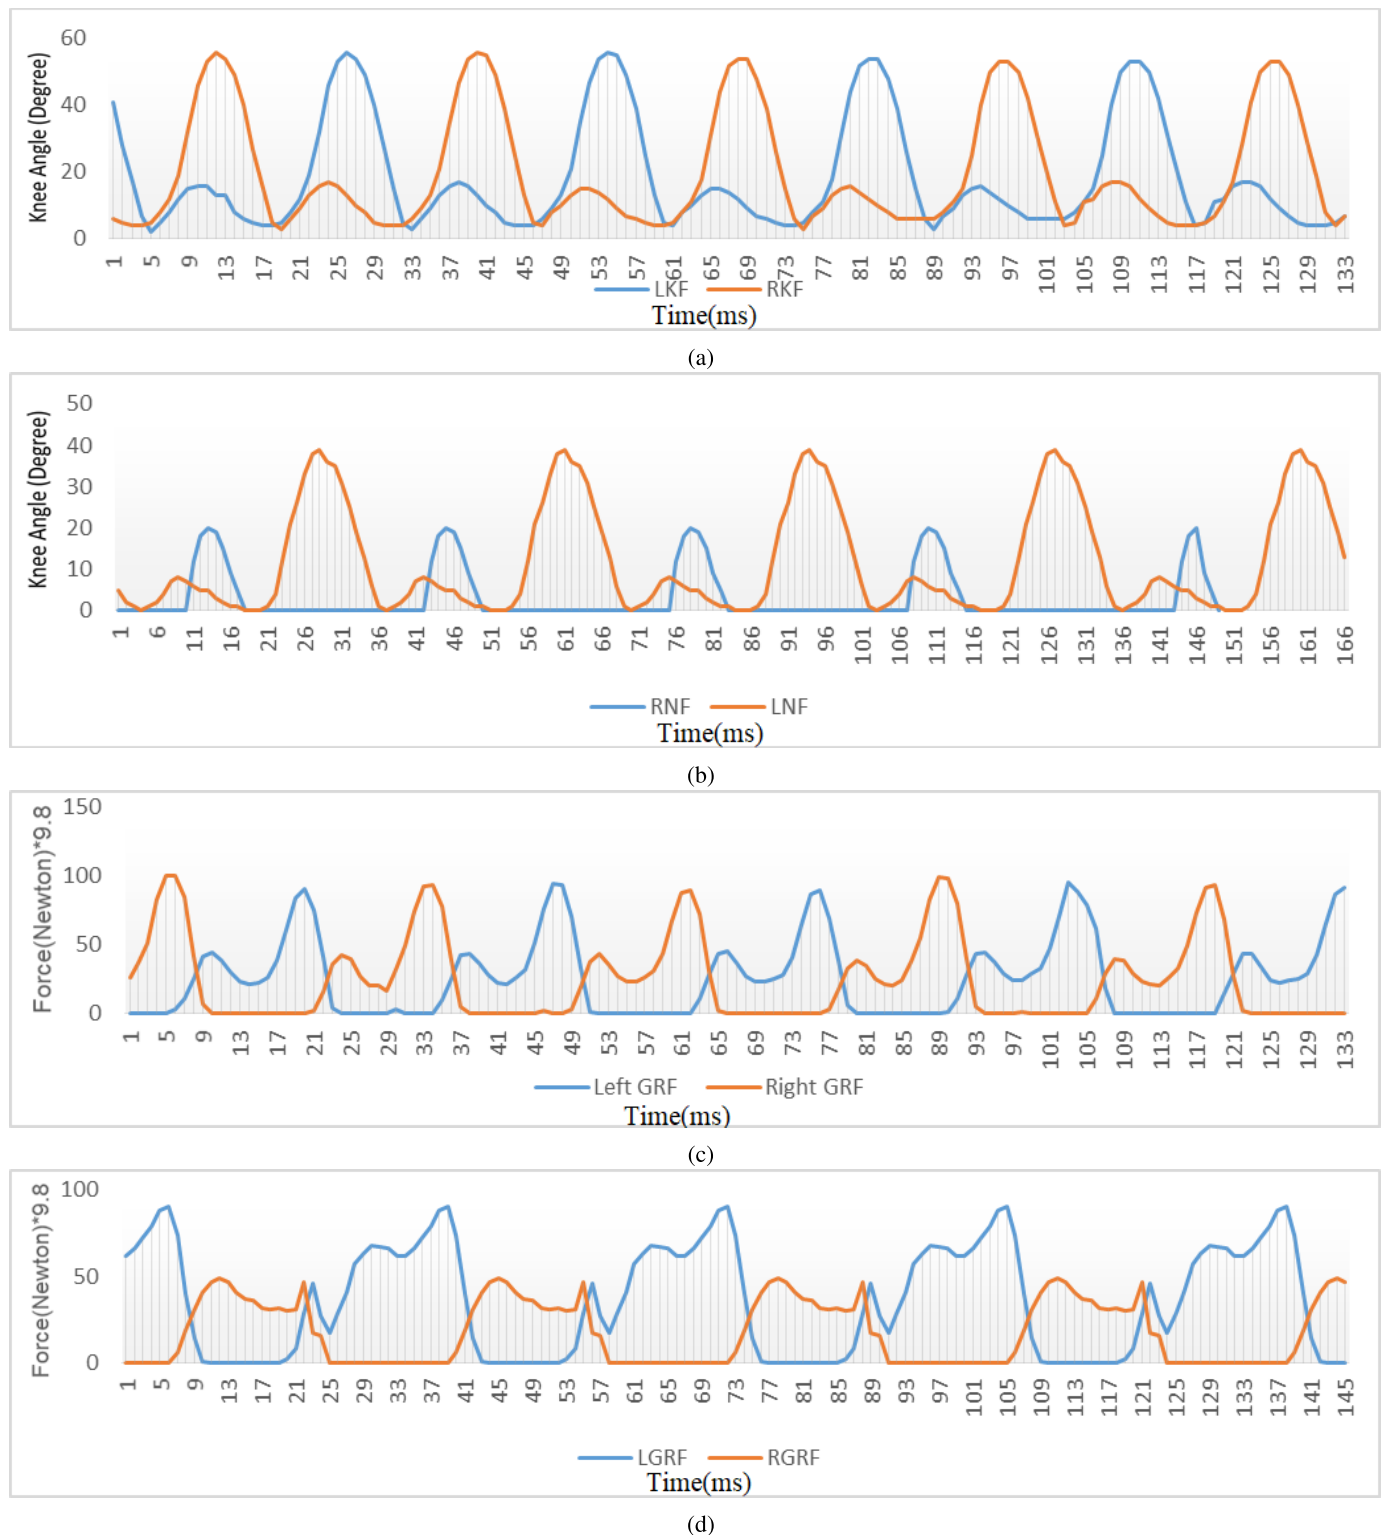 Knee Angle (Degree)
60
40
20
0
1 5 9 13 17 21 25 29 33 37 41 45 49 53 57 61 65 69 73 77 81 85 89 93 97 101 105 109 113 117 121 125 129 133
LKF RKF
Time(ms)
(a)
Knee Angle (Degree)
50
40
30
20
10
0
1 6 11 16 21 26 31 36 41 46 51 56 61 66 71 76 81 86 91 96 101 106 111 116 121 126 131 136 141 146 151 156 161 166
RNF LNF
Time(ms)
(b)
Force(Newton)*9.8
150
100
50
0
1 5 9 13 17 21 25 29 33 37 41 45 49 53 57 61 65 69 73 77 81 85 89 93 97 101 105 109 113 117 121 125 129 133
Left GRF Right GRF
Time(ms)
(c)
Force(Newton)*9.8
100
50
0
1 5 9 13 17 21 25 29 33 37 41 45 49 53 57 61 65 69 73 77 81 85 89 93 97 101 105 109 113 117 121 125 129 133 137 141 145
LGRF RGRF
Time(ms)
(d)